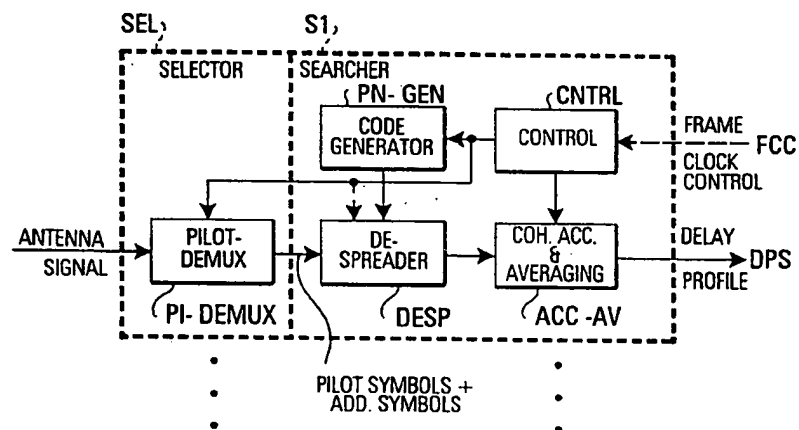 SEL
S1
SELECTOR
SEARCHER
PN-GEN
CNTRL
CODE
GENERATOR
CONTROL
FRAME
FCC
CLOCK
CONTROL
ANTENNA
SIGNAL
PILOT-
DEMUX
DE-
SPREADER
COH. ACC.
&
AVERAGING
DELAY
DPS
PROFILE
PI-DEMUX
DESP
ACC-AV
PILOT SYMBOLS +
ADD. SYMBOLS